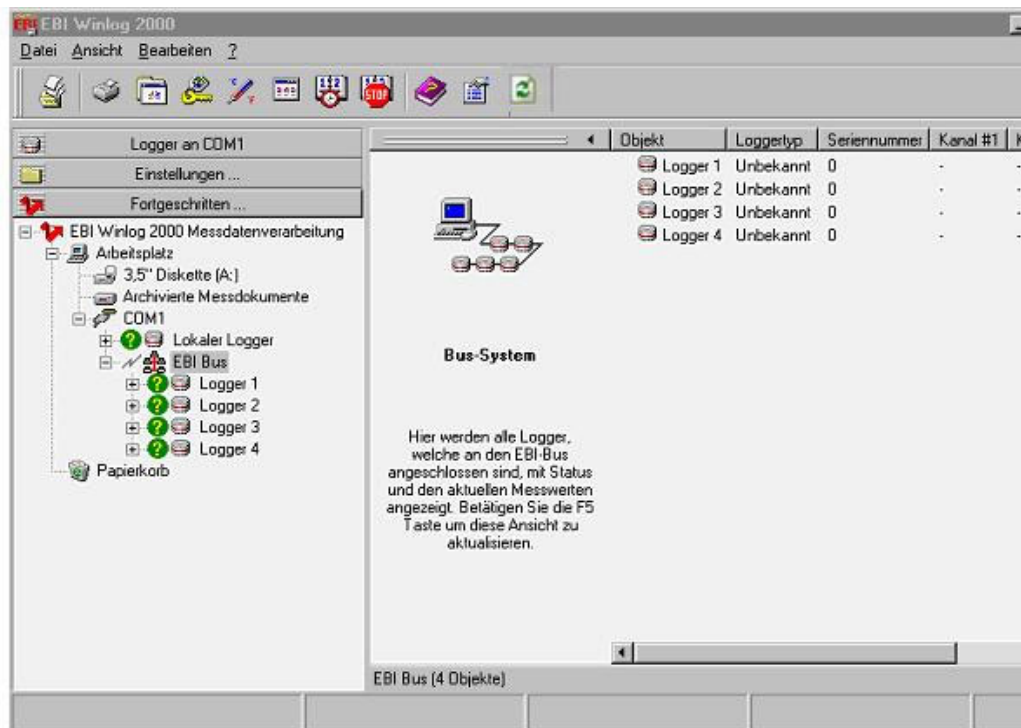 EBI EBI Winlog 2000
Datei Ansicht Bearbeiten ?
STOP
Logger an COM1
Einstellungen ...
Fortgeschritten ...
EBI Winlog 2000 Messdatenverarbeitung
Arbeitsplatz
3,5" Diskette (A:)
Archivierte Messdokumente
COM1
Lokaler Logger
EBI Bus
Logger 1
Logger 2
Logger 3
Logger 4
Papierkorb
Bus-System
Hier werden alle Logger,
welche an den EBI-Bus
angeschlossen sind, mit Status
und den aktuellen Messwerten
angezeigt. Betätigen Sie die F5
Taste um diese Ansicht zu
aktualisieren.
Objekt Loggertyp Seriennummer Kanal #1 K
Logger 1 Unbekannt 0 - -
Logger 2 Unbekannt 0 - -
Logger 3 Unbekannt 0 - -
Logger 4 Unbekannt 0 - -
EBI Bus (4 Objekte)